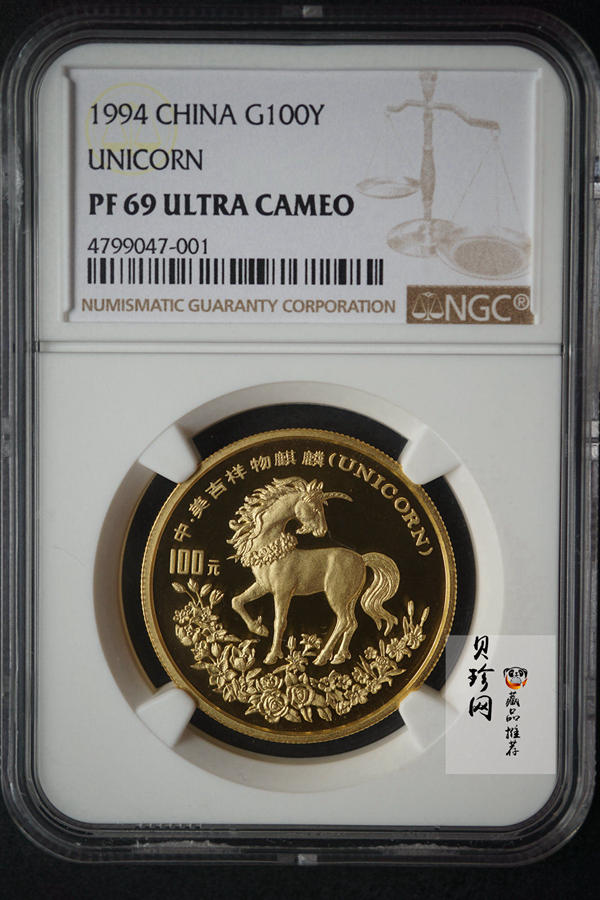 1994 CHINA G100Y
UNICORN
PF 69 ULTRA CAMEO
4799047-001
NUMISMATIC GUARANTY CORPORATION
NGC®
中·美吉祥物麒麟(UNICORN)
100元
贝珍网
藏品推荐